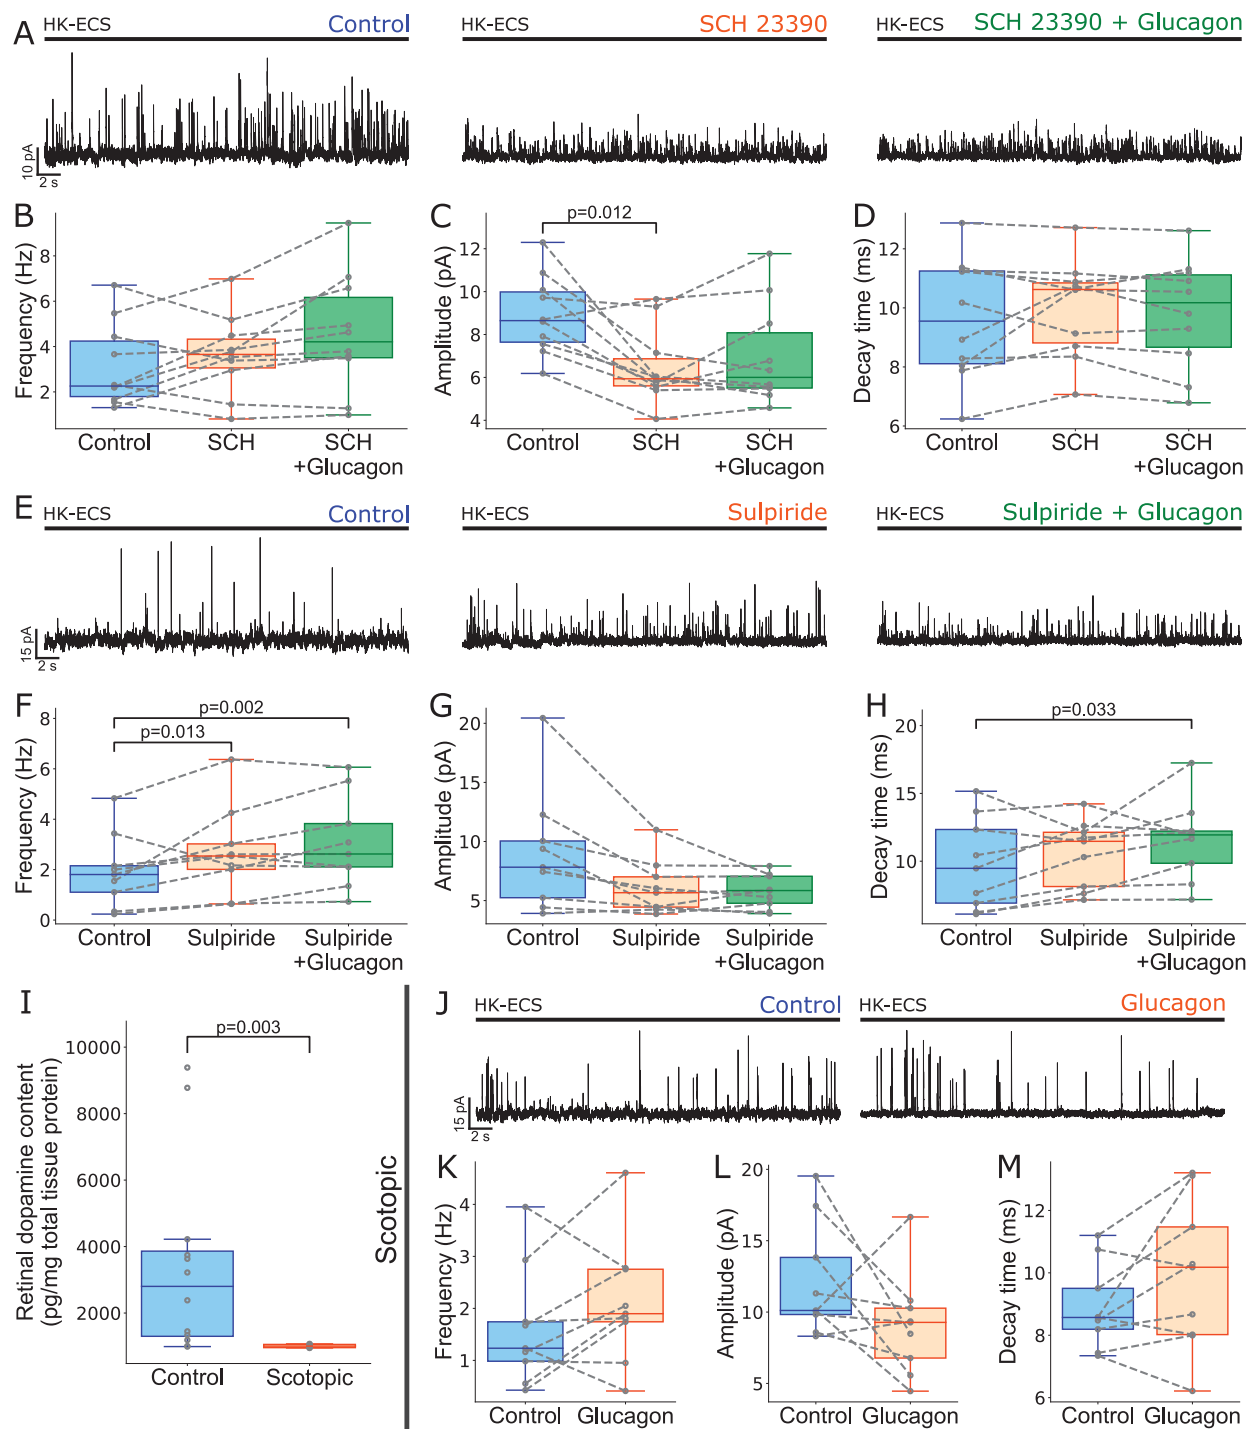 A
HK-ECS Control
HK-ECS SCH 23390
HK-ECS SCH 23390 + Glucagon
10 pA
2 s
B
Frequency (Hz)
8
6
4
2
Control SCH SCH
+Glucagon
C
p=0.012
Amplitude (pA)
12
10
8
6
4
Control SCH SCH
+Glucagon
D
Decay time (ms)
12
10
8
6
Control SCH SCH
+Glucagon
E
HK-ECS Control
HK-ECS Sulpiride
HK-ECS Sulpiride + Glucagon
15 pA
2 s
F
p=0.002
p=0.013
Frequency (Hz)
8
6
4
2
0
Control Sulpiride Sulpiride
+Glucagon
G
Amplitude (pA)
20
15
10
5
Control Sulpiride Sulpiride
+Glucagon
H
p=0.033
Decay time (ms)
20
15
10
Control Sulpiride Sulpiride
+Glucagon
I
p=0.003
Retinal dopamine content
(pg/mg total tissue protein)
10000
8000
6000
4000
2000
Control Scotopic
Scotopic
J
HK-ECS Control
HK-ECS Glucagon
15 pA
2 s
K
Frequency (Hz)
4
3
2
1
Control Glucagon
L
Amplitude (pA)
20
15
10
5
Control Glucagon
M
Decay time (ms)
12
10
8
6
Control Glucagon